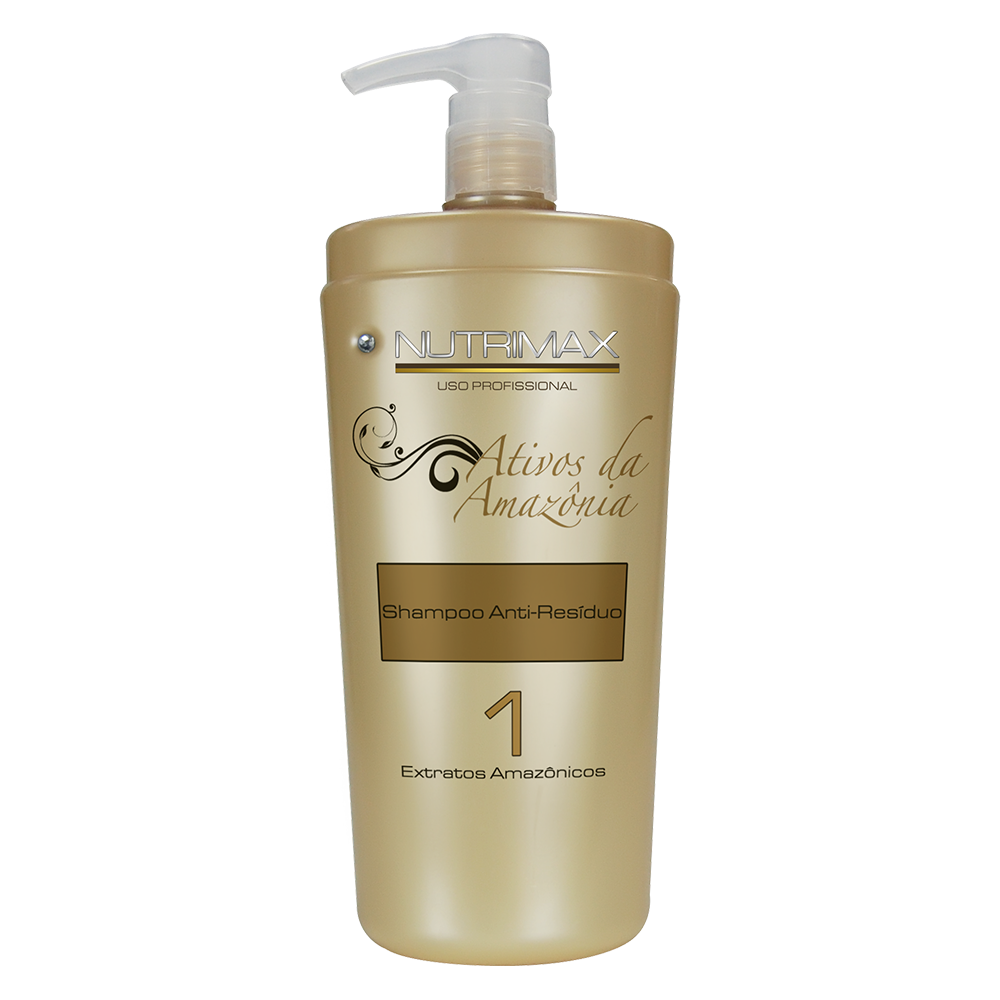 NUTRIMAX
USO PROFISSIONAL
Ativos da
Amazônia
Shampoo Anti-Resíduo
1
Extratos Amazônicos